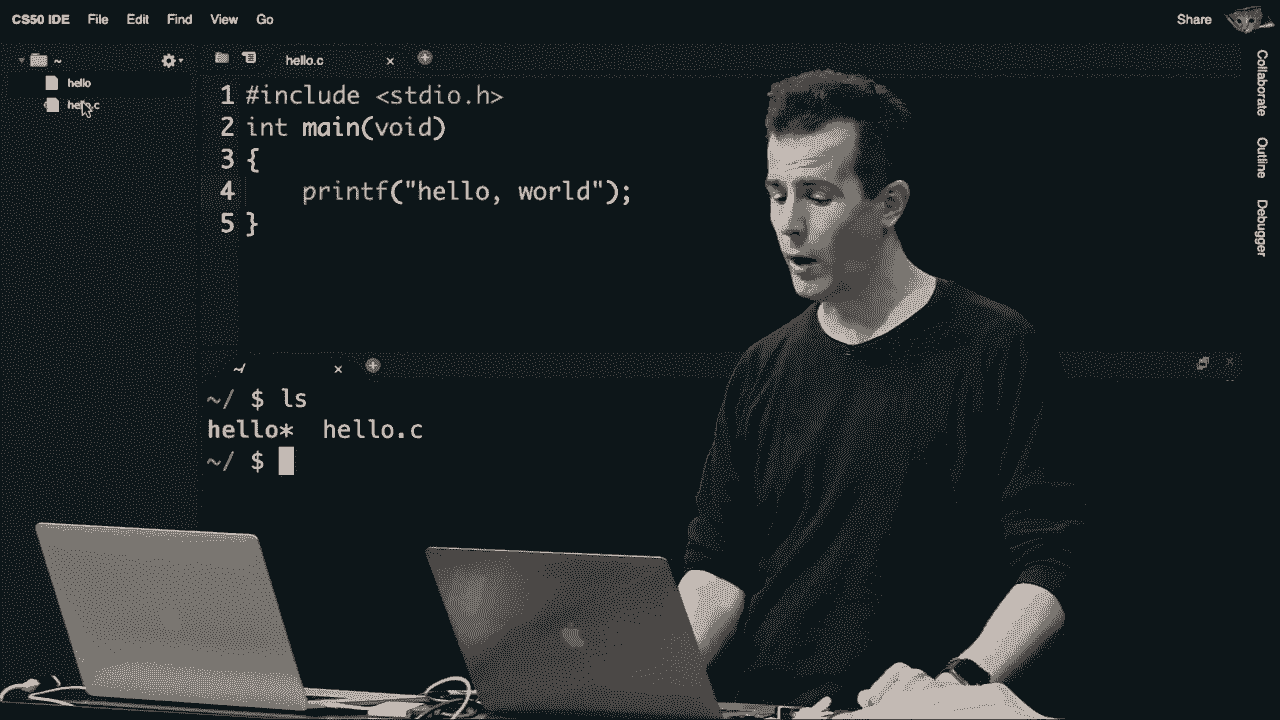 CS50 IDE File Edit Find View Go Share
~
hello
hello.c
hello.c
1 #include <stdio.h>
2 int main(void)
3 {
4     printf("hello, world");
5 }
Collaborate
Outline
Debugger
~/
~/ $ ls
hello*  hello.c
~/ $